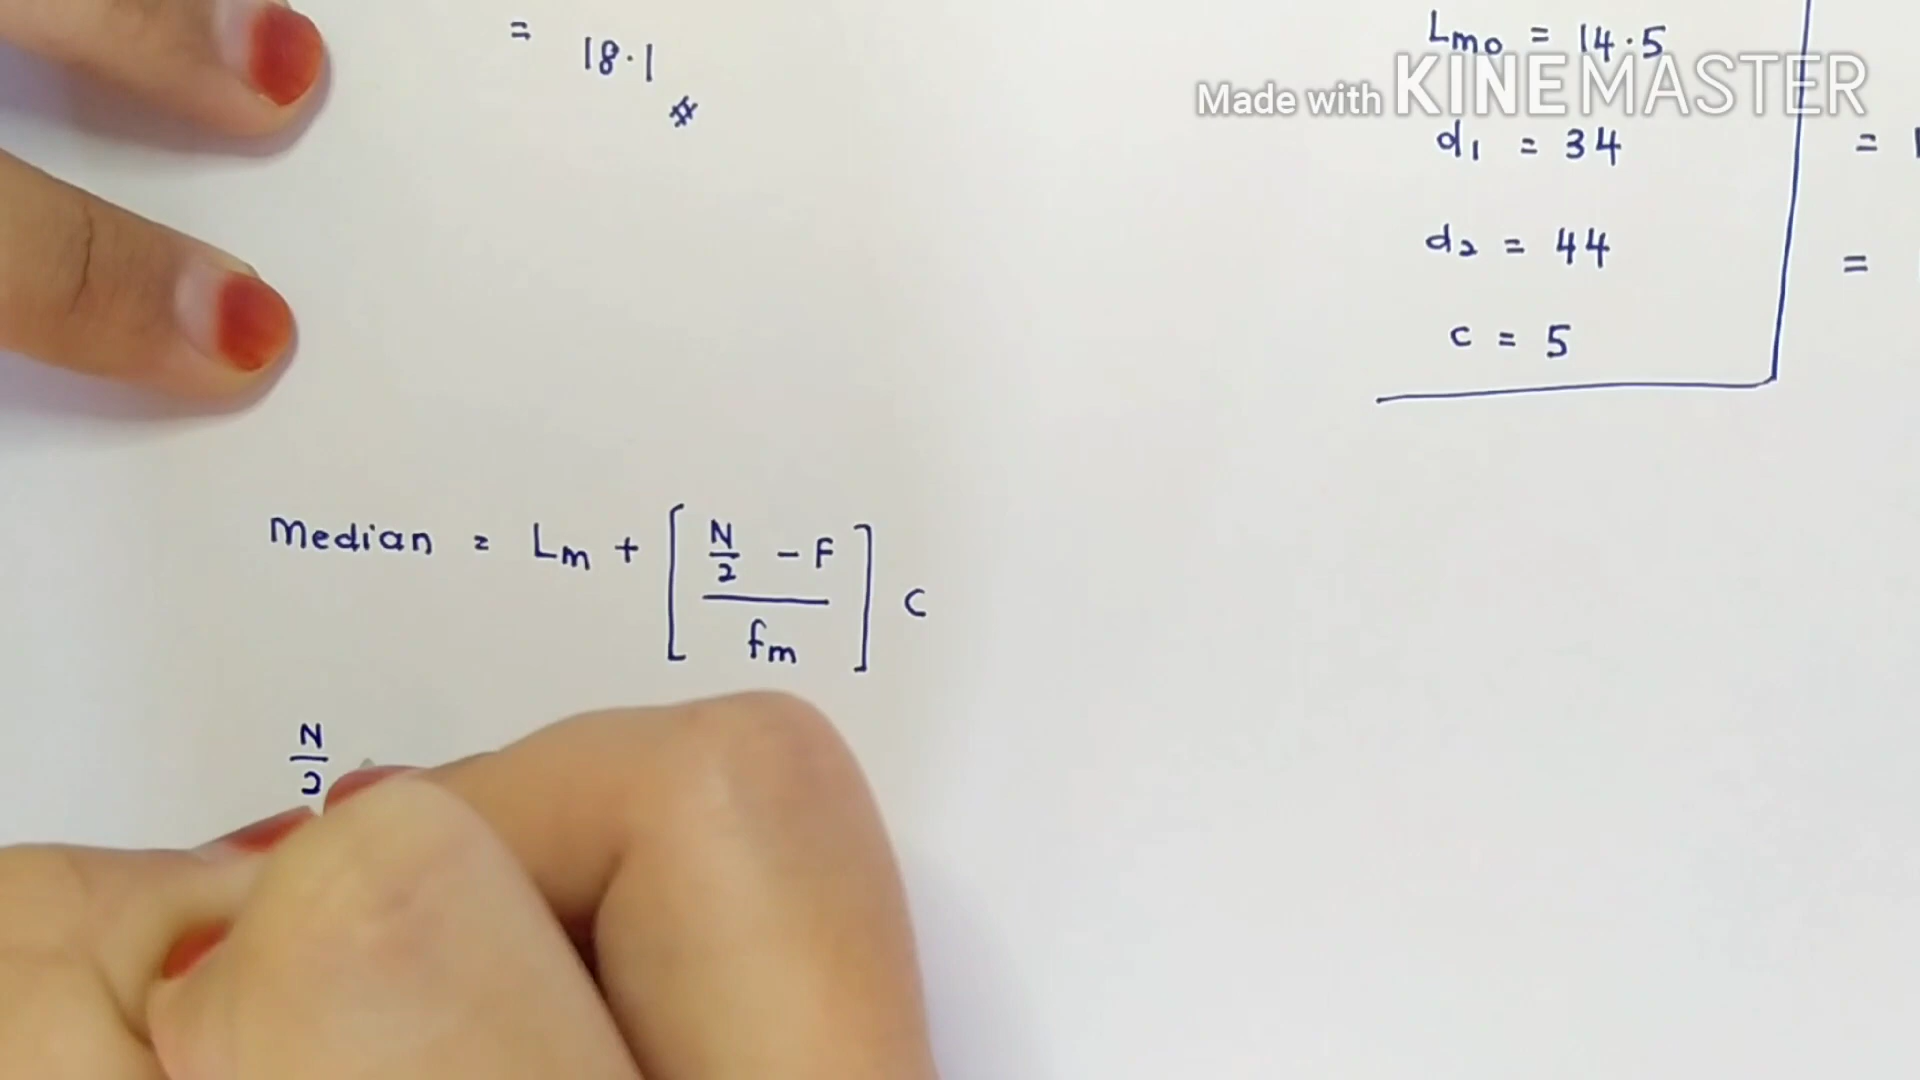 = 18.1 #
Lmo = 14.5
Made with KINEMASTER
d1 = 34
=
d2 = 44
=
c = 5
Median = Lm + [ N/2 - F / fm ] c
N/2